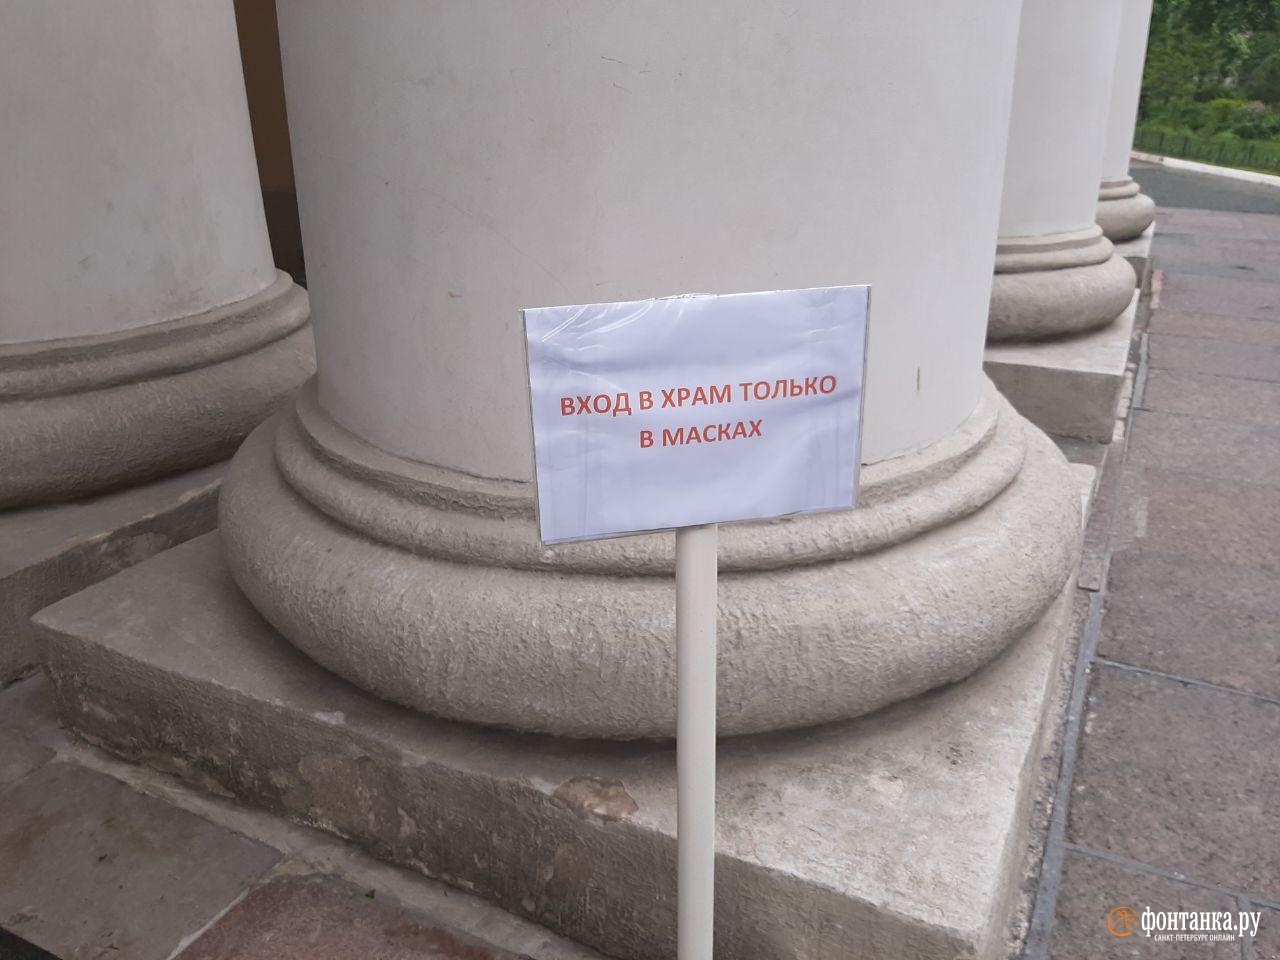 ВХОД В ХРАМ ТОЛЬКО
В МАСКАХ
фонтанка.ру
САНКТ-ПЕТЕРБУРГ ОНЛАЙН